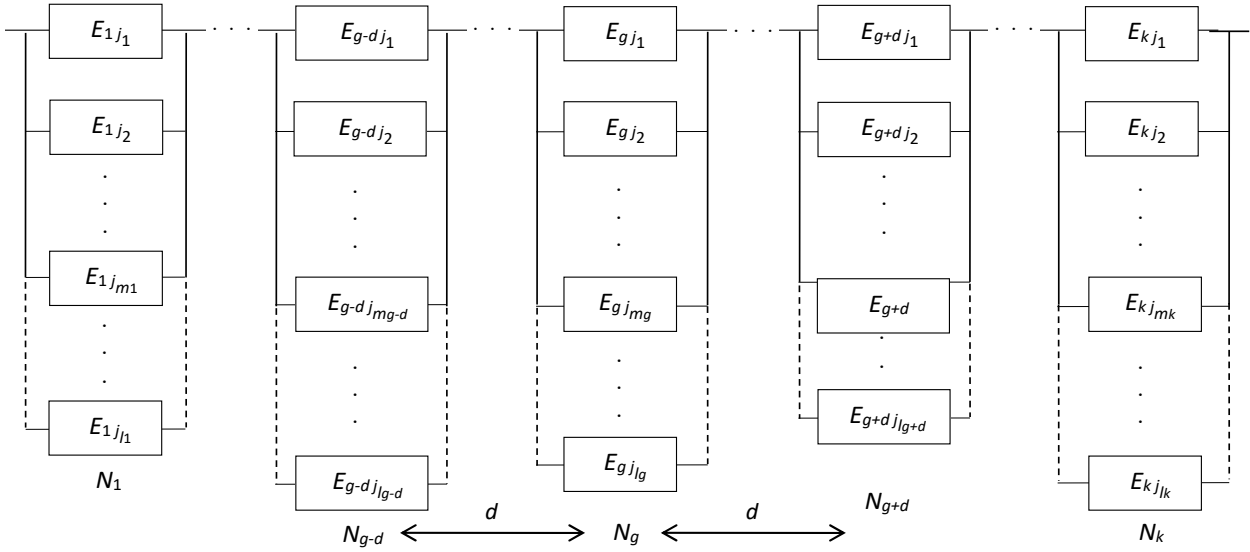 E1 j1 · · · Eg-d j1 · · · Eg j1 · · · Eg+d j1 · · · Ek j1
E1 j2 Eg-d j2 Eg j2 Eg+d j2 Ek j2
E1 jm1 Eg-d jmg-d Eg jmg Eg+d Ek jmk
E1 jl1 Eg-d jlg-d Eg jlg Eg+d jlg+d Ek jlk
N1 Ng-d d Ng d Ng+d Nk